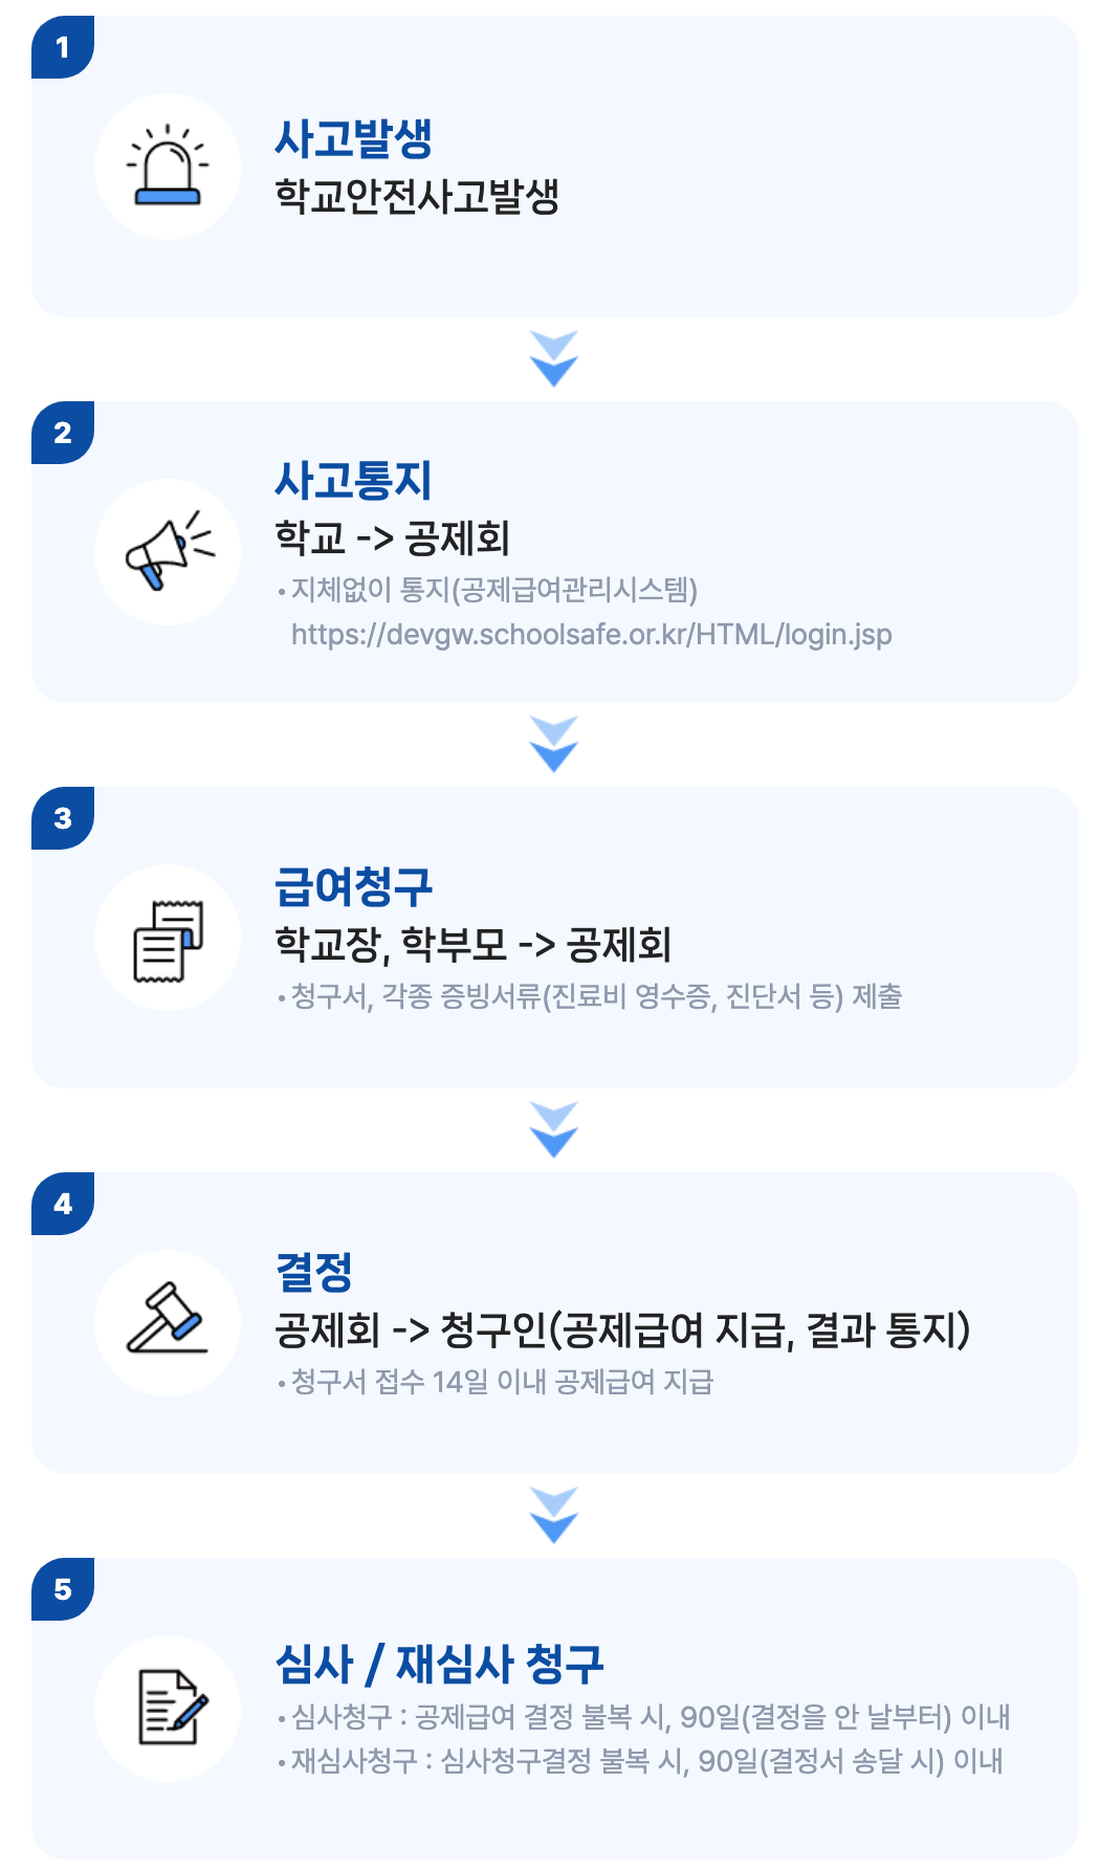 1
사고발생
학교안전사고발생
2
사고통지
학교 -> 공제회
• 지체없이 통지(공제급여관리시스템)
https://devgw.schoolsafe.or.kr/HTML/login.jsp
3
급여청구
학교장, 학부모 -> 공제회
• 청구서, 각종 증빙서류(진료비 영수증, 진단서 등) 제출
4
결정
공제회 -> 청구인(공제급여 지급, 결과 통지)
• 청구서 접수 14일 이내 공제급여 지급
5
심사 / 재심사 청구
• 심사청구 : 공제급여 결정 불복 시, 90일(결정을 안 날부터) 이내
• 재심사청구 : 심사청구결정 불복 시, 90일(결정서 송달 시) 이내